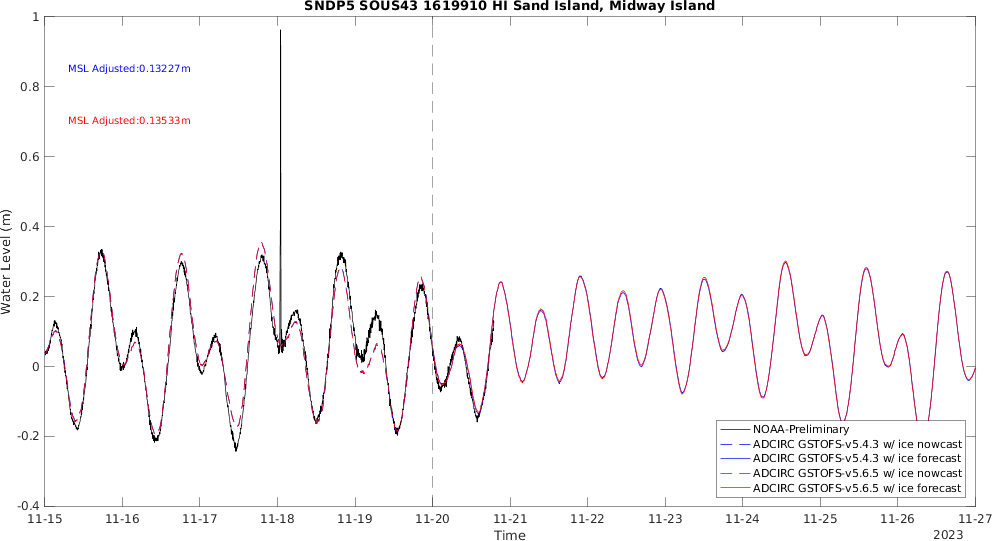 SNDP5 SOUS43 1619910 HI Sand Island, Midway Island
MSL Adjusted:0.13227m
MSL Adjusted:0.13533m
Water Level (m)
1
0.8
0.6
0.4
0.2
0
-0.2
-0.4
NOAA-Preliminary
ADCIRC GSTOFS-v5.4.3 w/ ice nowcast
ADCIRC GSTOFS-v5.4.3 w/ ice forecast
ADCIRC GSTOFS-v5.6.5 w/ ice nowcast
ADCIRC GSTOFS-v5.6.5 w/ ice forecast
11-15 11-16 11-17 11-18 11-19 11-20 11-21 11-22 11-23 11-24 11-25 11-26 11-27
Time
2023